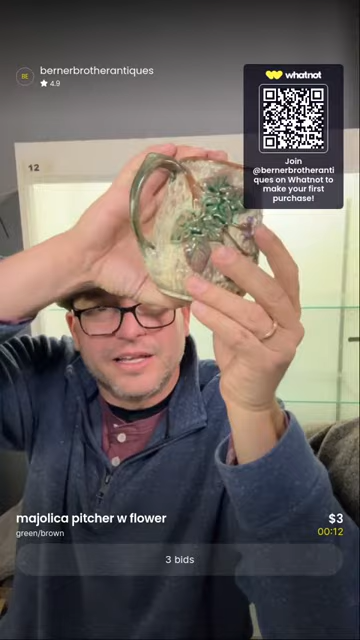 bernerbrotherantiques
BE
★ 4.9
whatnot
Join
@bernerbrotheranti
ques on Whatnot to
make your first
purchase!
12
majolica pitcher w flower
$3
green/brown
00:12
3 bids